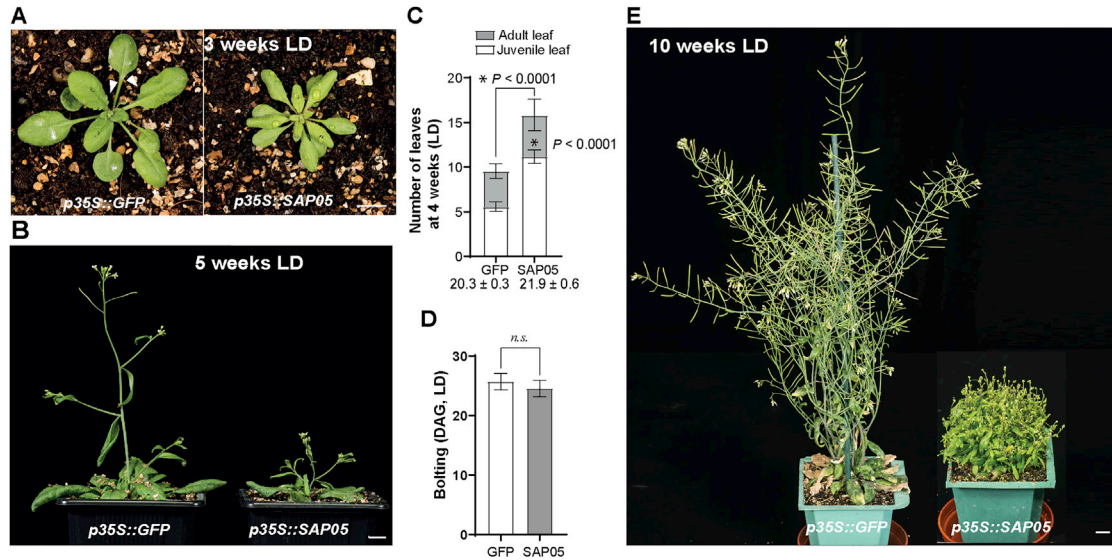 A
3 weeks LD
p35S::GFP
p35S::SAP05
B
5 weeks LD
p35S::GFP
p35S::SAP05
C
Adult leaf
Juvenile leaf
Number of leaves
at 4 weeks (LD)
20
15
10
5
0
* P < 0.0001
* P < 0.0001
GFP SAP05
20.3 ± 0.3 21.9 ± 0.6
D
Bolting (DAG, LD)
30
20
10
0
n.s.
GFP SAP05
E
10 weeks LD
p35S::GFP
p35S::SAP05